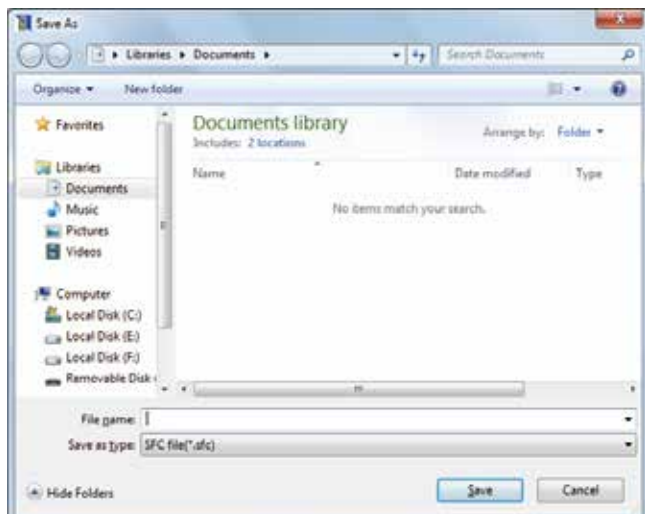 Save As
Libraries Documents
Search Documents
Organize New folder
Favorites
Libraries
Documents
Music
Pictures
Videos
Computer
Local Disk (C:)
Local Disk (E:)
Local Disk (F:)
Removable Disk
Documents library
Includes: 2 locations
Arrange by: Folder
Name Date modified Type
No items match your search.
File name:
Save as type: SFC file(*.sfc)
Hide Folders
Save Cancel